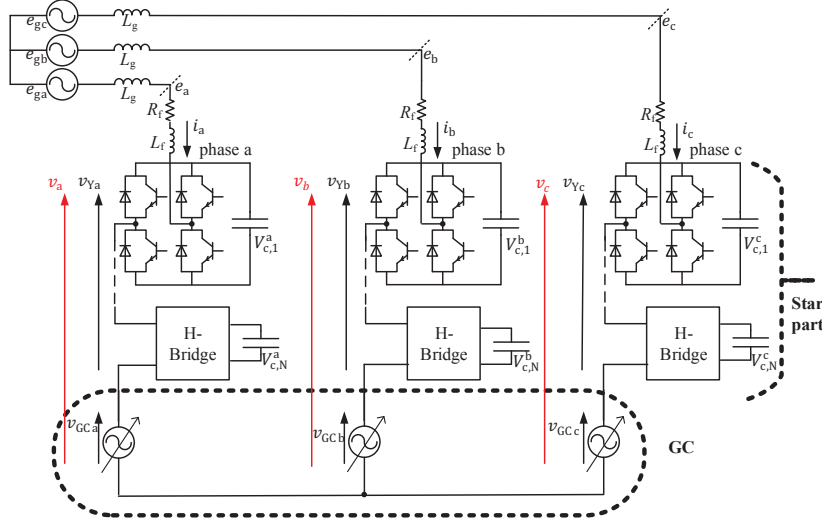 e_gc L_g e_c
e_gb L_g e_b
e_ga L_g e_a
R_f R_f R_f
i_a i_b i_c
L_f phase a L_f phase b L_f phase c
v_a v_Ya v_b v_Yb v_c v_Yc
V^a_c,1 V^b_c,1 V^c_c,1
Star
part
H-
Bridge
V^a_c,N
H-
Bridge
V^b_c,N
H-
Bridge
V^c_c,N
v_GC a v_GC b v_GC c GC